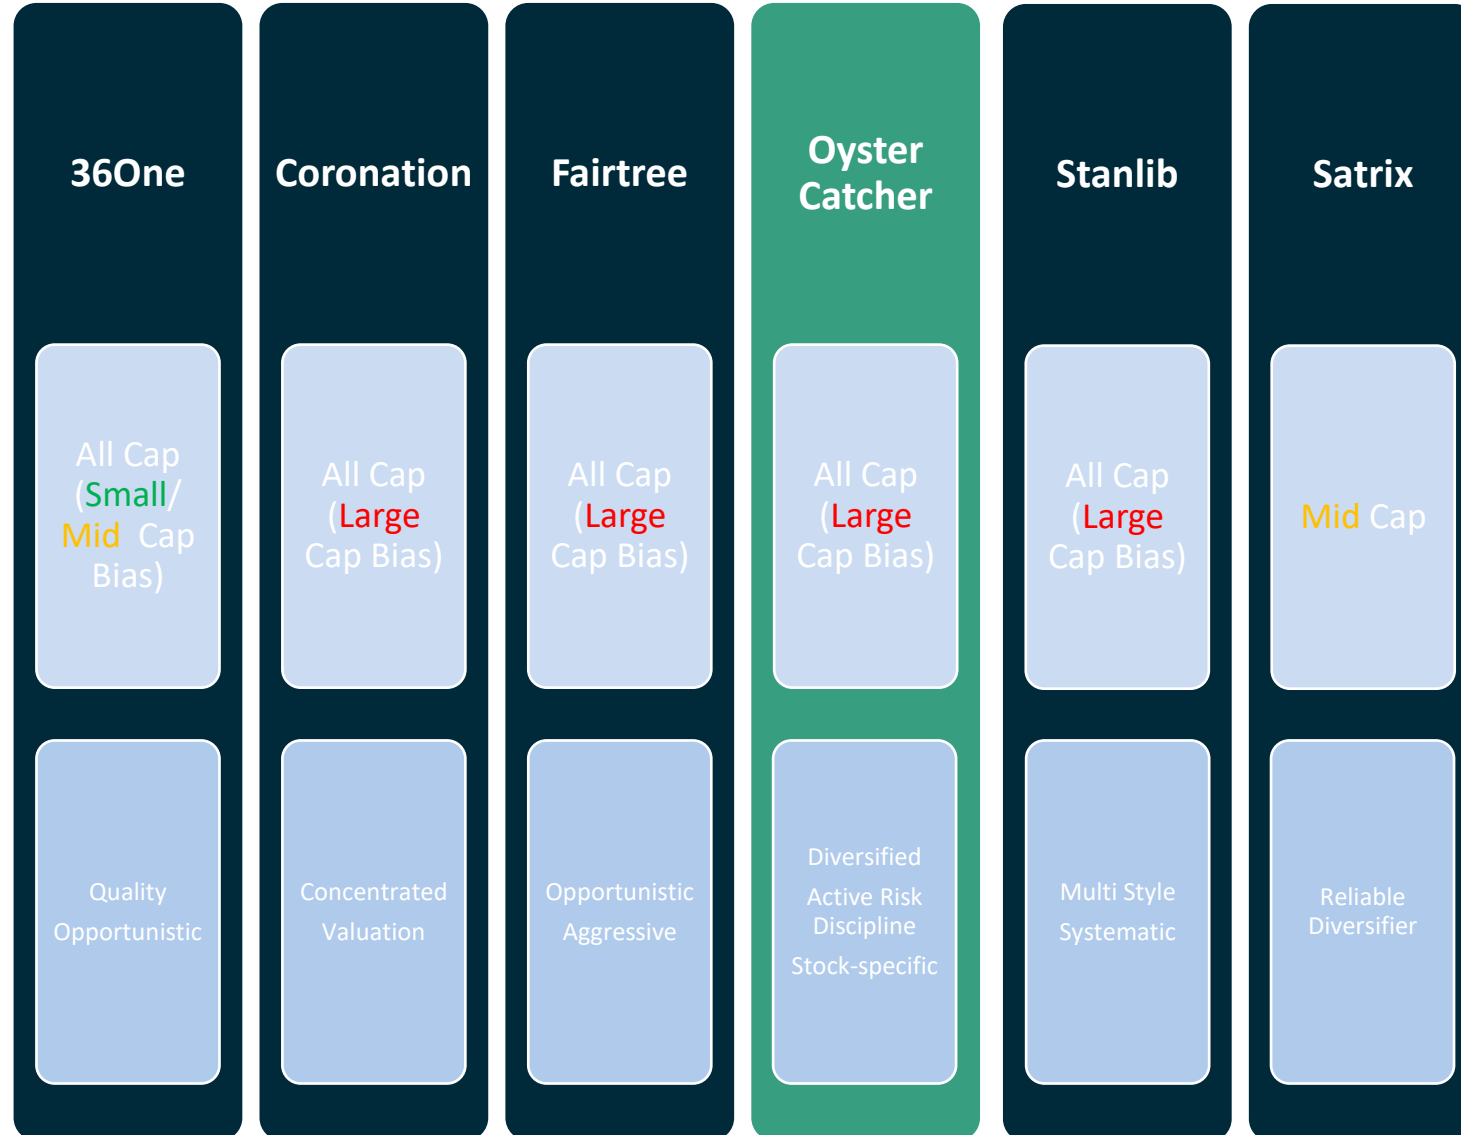 36One
All Cap
(Small/
Mid  Cap
Bias)
Quality
Opportunistic
Coronation
All Cap
(Large
Cap Bias)
Concentrated
Valuation
Fairtree
All Cap
(Large
Cap Bias)
Opportunistic
Aggressive
Oyster
Catcher
All Cap
(Large
Cap Bias)
Diversified
Active Risk
Discipline
Stock-specific
Stanlib
All Cap
(Large
Cap Bias)
Multi Style
Systematic
Satrix
Mid Cap
Reliable
Diversifier